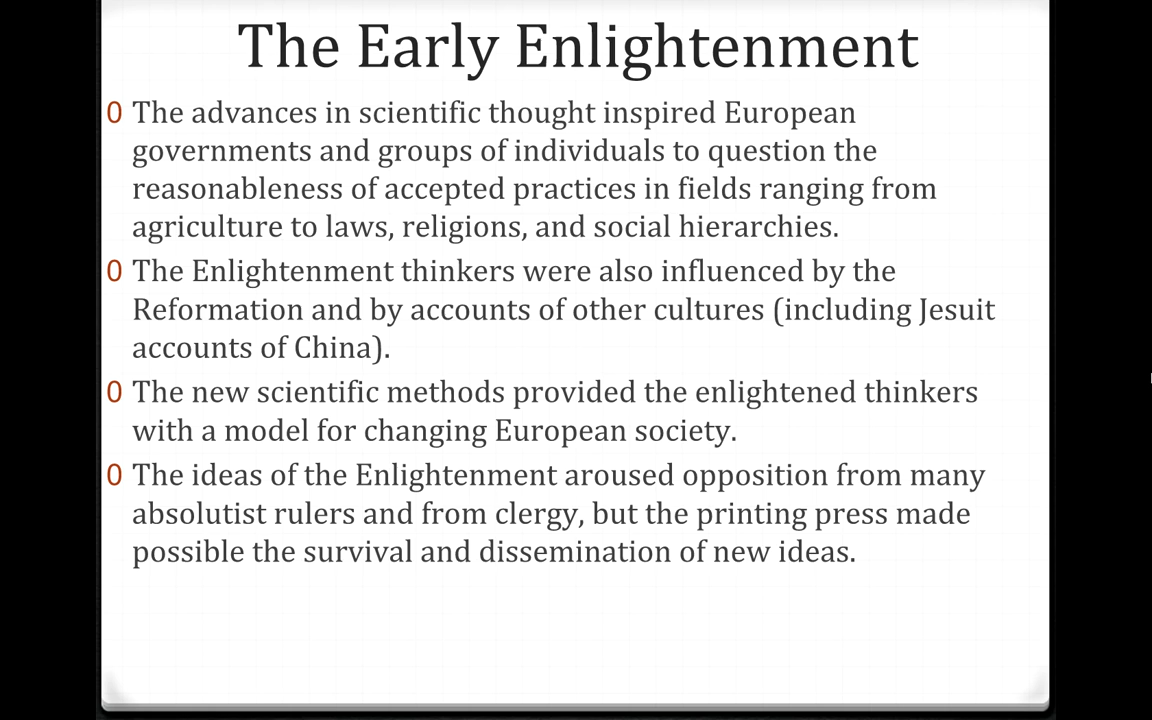 The Early Enlightenment
0 The advances in scientific thought inspired European
governments and groups of individuals to question the
reasonableness of accepted practices in fields ranging from
agriculture to laws, religions, and social hierarchies.
0 The Enlightenment thinkers were also influenced by the
Reformation and by accounts of other cultures (including Jesuit
accounts of China).
0 The new scientific methods provided the enlightened thinkers
with a model for changing European society.
0 The ideas of the Enlightenment aroused opposition from many
absolutist rulers and from clergy, but the printing press made
possible the survival and dissemination of new ideas.